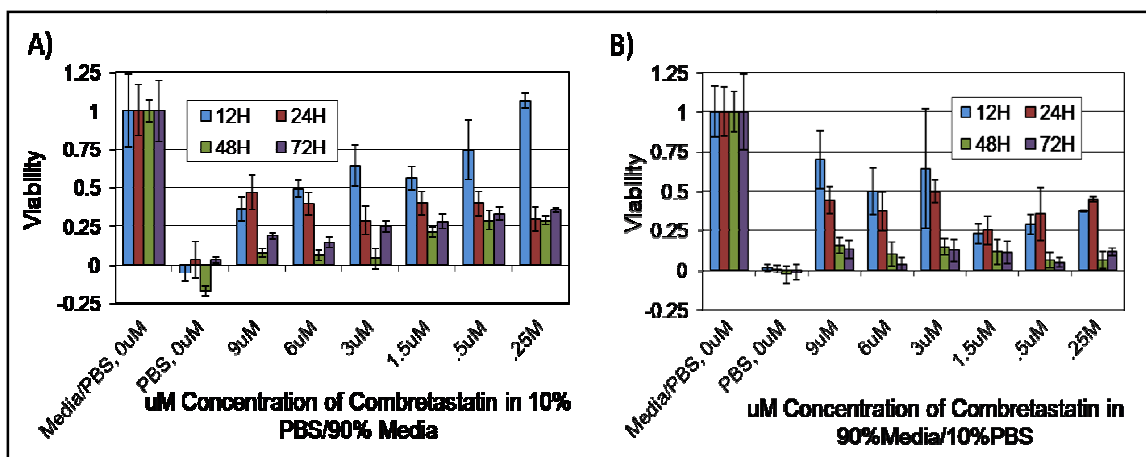 A)
Viability
1.25
1
0.75
0.5
0.25
0
-0.25
12H
24H
48H
72H
Media/PBS, 0uM
PBS, 0uM
9uM
6uM
3uM
1.5uM
.5uM
.25M
uM Concentration of Combretastatin in 10%
PBS/90% Media
B)
Viability
1.25
1
0.75
0.5
0.25
0
-0.25
12H
24H
48H
72H
Media/PBS, 0uM
PBS, 0uM
9uM
6uM
3uM
1.5uM
.5uM
.25M
uM Concentration of Combretastatin in
90%Media/10%PBS